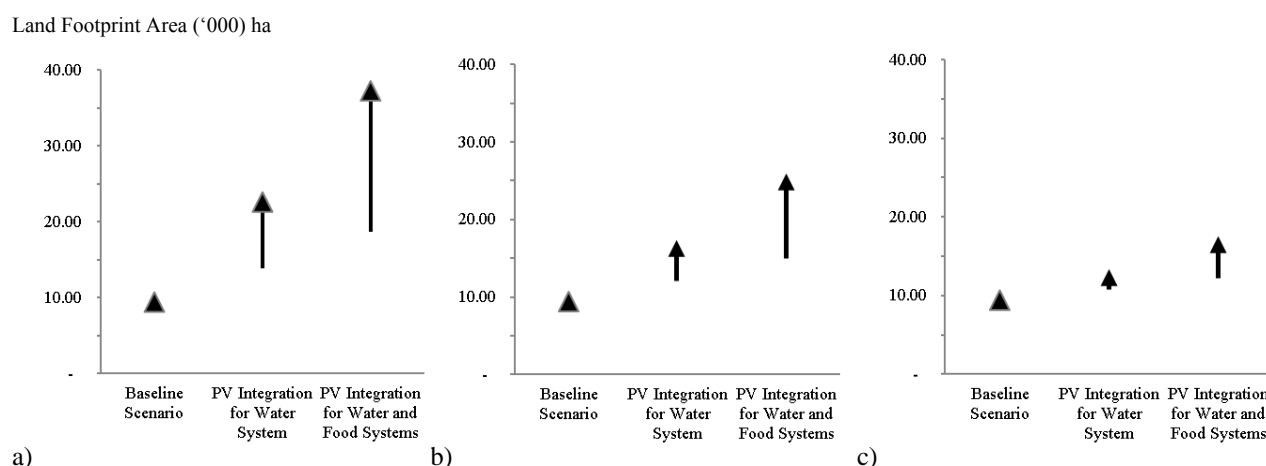 Land Footprint Area (‘000) ha
40.00
30.00
20.00
10.00
-
Baseline
Scenario
PV Integration
for Water
System
PV Integration
for Water and
Food Systems
a)
40.00
30.00
20.00
10.00
-
Baseline
Scenario
PV Integration
for Water
System
PV Integration
for Water and
Food Systems
b)
40.00
30.00
20.00
10.00
-
Baseline
Scenario
PV Integration
for Water
System
PV Integration
for Water and
Food Systems
c)